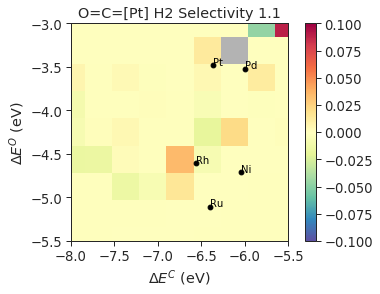 O=C=[Pt] H2 Selectivity 1.1
−3.0
−3.5
−4.0
−4.5
−5.0
−5.5
ΔE^O (eV)
Pt
Pd
Rh
Ni
Ru
−8.0 −7.5 −7.0 −6.5 −6.0 −5.5
ΔE^C (eV)
0.100
0.075
0.050
0.025
0.000
−0.025
−0.050
−0.075
−0.100